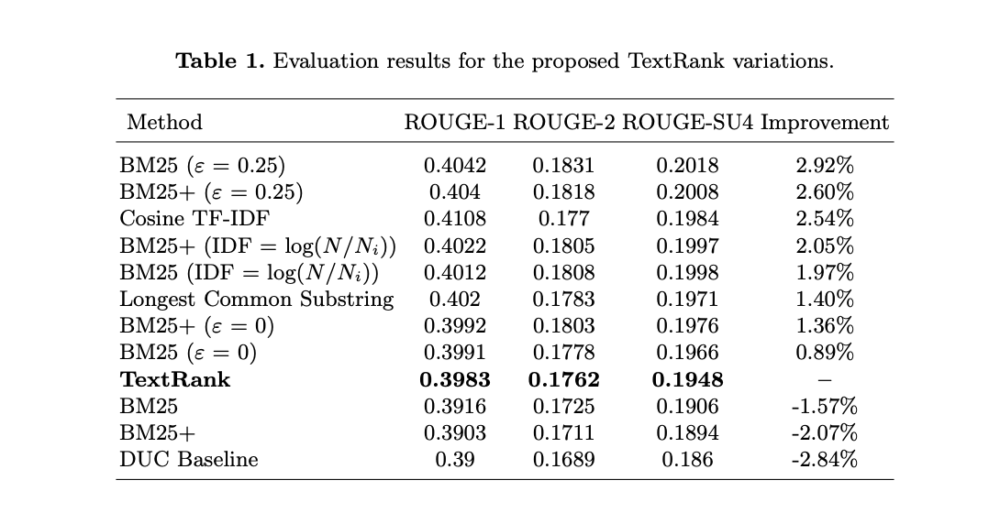 Table 1. Evaluation results for the proposed TextRank variations.
Method ROUGE-1 ROUGE-2 ROUGE-SU4 Improvement
BM25 (ε = 0.25) 0.4042 0.1831 0.2018 2.92%
BM25+ (ε = 0.25) 0.404 0.1818 0.2008 2.60%
Cosine TF-IDF 0.4108 0.177 0.1984 2.54%
BM25+ (IDF = log(N/Nᵢ)) 0.4022 0.1805 0.1997 2.05%
BM25 (IDF = log(N/Nᵢ)) 0.4012 0.1808 0.1998 1.97%
Longest Common Substring 0.402 0.1783 0.1971 1.40%
BM25+ (ε = 0) 0.3992 0.1803 0.1976 1.36%
BM25 (ε = 0) 0.3991 0.1778 0.1966 0.89%
TextRank 0.3983 0.1762 0.1948 –
BM25 0.3916 0.1725 0.1906 -1.57%
BM25+ 0.3903 0.1711 0.1894 -2.07%
DUC Baseline 0.39 0.1689 0.186 -2.84%